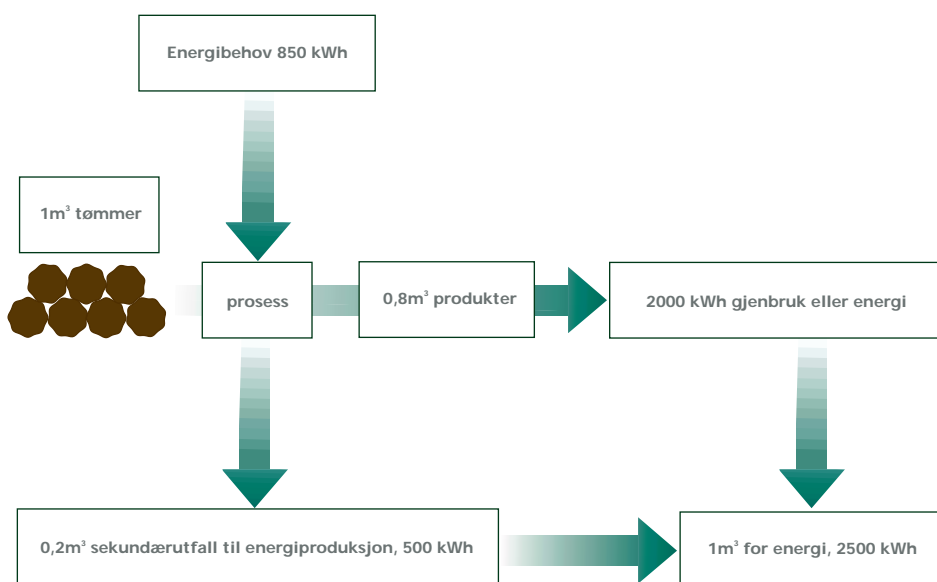 Energibehov 850 kWh
1m³ tømmer
prosess
0,8m³ produkter
2000 kWh gjenbruk eller energi
0,2m³ sekundærutfall til energiproduksjon, 500 kWh
1m³ for energi, 2500 kWh